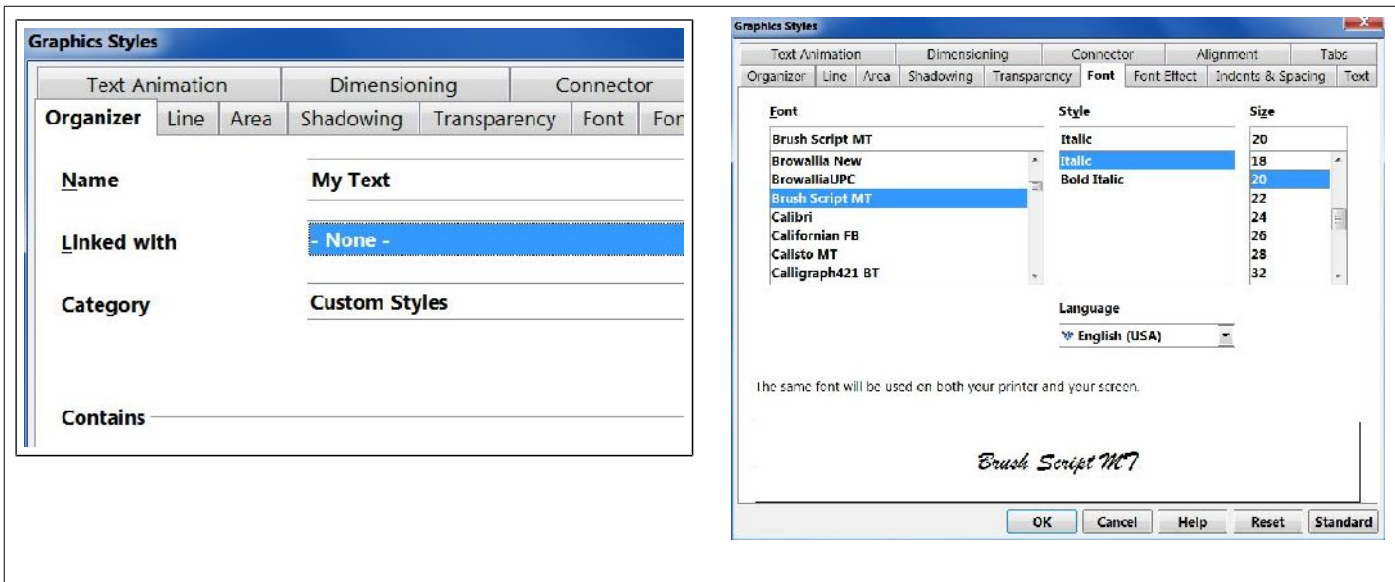 Graphics Styles
Text Animation Dimensioning Connector
Organizer Line Area Shadowing Transparency Font Fon
Name My Text
Linked with - None -
Category Custom Styles
Contains
Graphics Styles
Text Animation Dimensioning Connector Alignment Tabs
Organizer Line Area Shadowing Transparency Font Font Effect Indents & Spacing Text
Font Style Size
Brush Script MT Italic 20
Browallia New Italic 18
BrowalliaUPC Bold Italic 20
Brush Script MT 22
Calibri 24
Californian FB 26
Calisto MT 28
Calligraph421 BT 32
Language
English (USA)
The same font will be used on both your printer and your screen.
Brush Script MT
OK Cancel Help Reset Standard